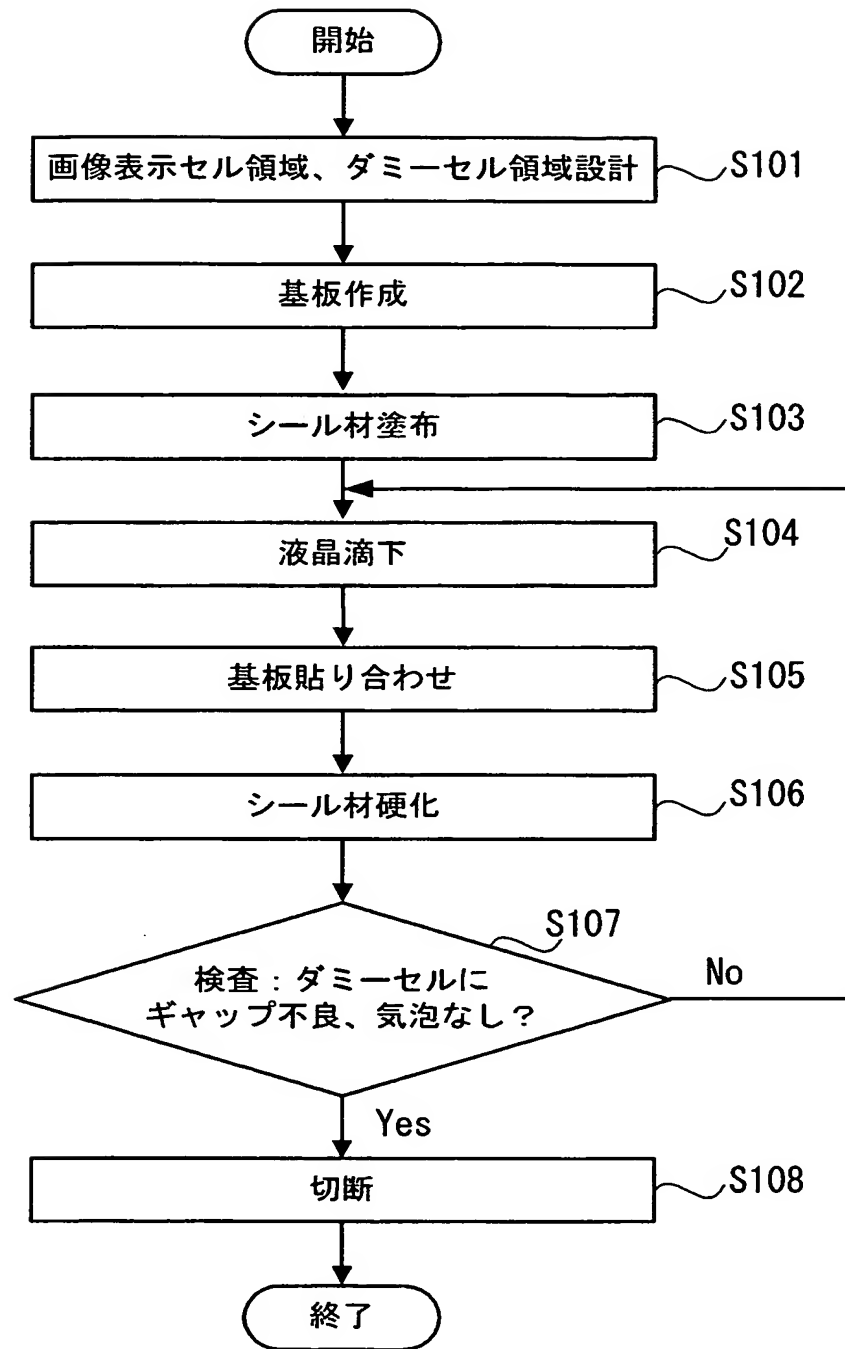 開始
画像表示セル領域、ダミーセル領域設計
S101
基板作成
S102
シール材塗布
S103
液晶滴下
S104
基板貼り合わせ
S105
シール材硬化
S106
S107
検査：ダミーセルに
ギャップ不良、気泡なし？
No
Yes
切断
S108
終了